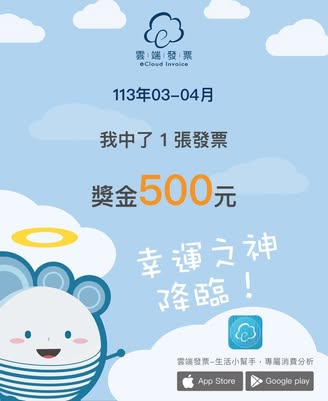 雲端發票
eCloud Invoice
113年03-04月
我中了1張發票
獎金500元
幸運之神
降臨！
雲端發票-生活小幫手，專屬消費分析
App Store
Google play